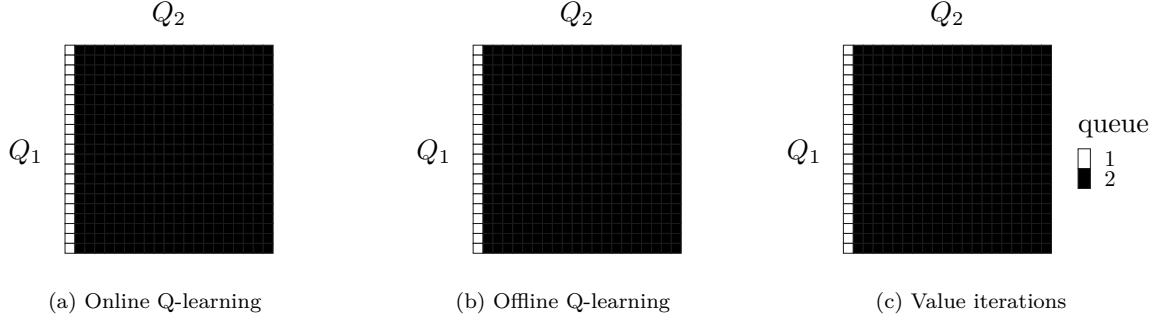 Q2 Q2 Q2
Q1 Q1 Q1
queue
1
2
(a) Online Q-learning (b) Offline Q-learning (c) Value iterations